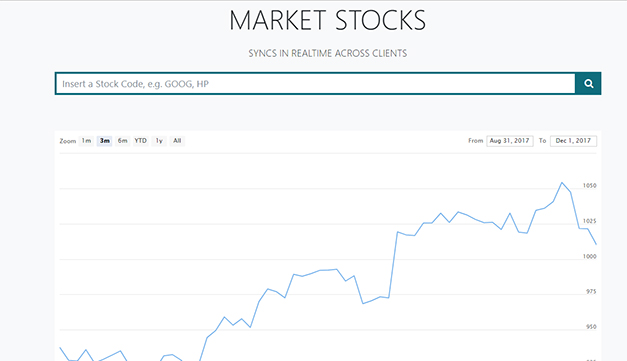 MARKET STOCKS
SYNCS IN REALTIME ACROSS CLIENTS
Insert a Stock Code, e.g. GOOG, HP
Zoom 1m 3m 6m YTD 1y All From Aug 31, 2017 To Dec 1, 2017
1050
1025
1000
975
950